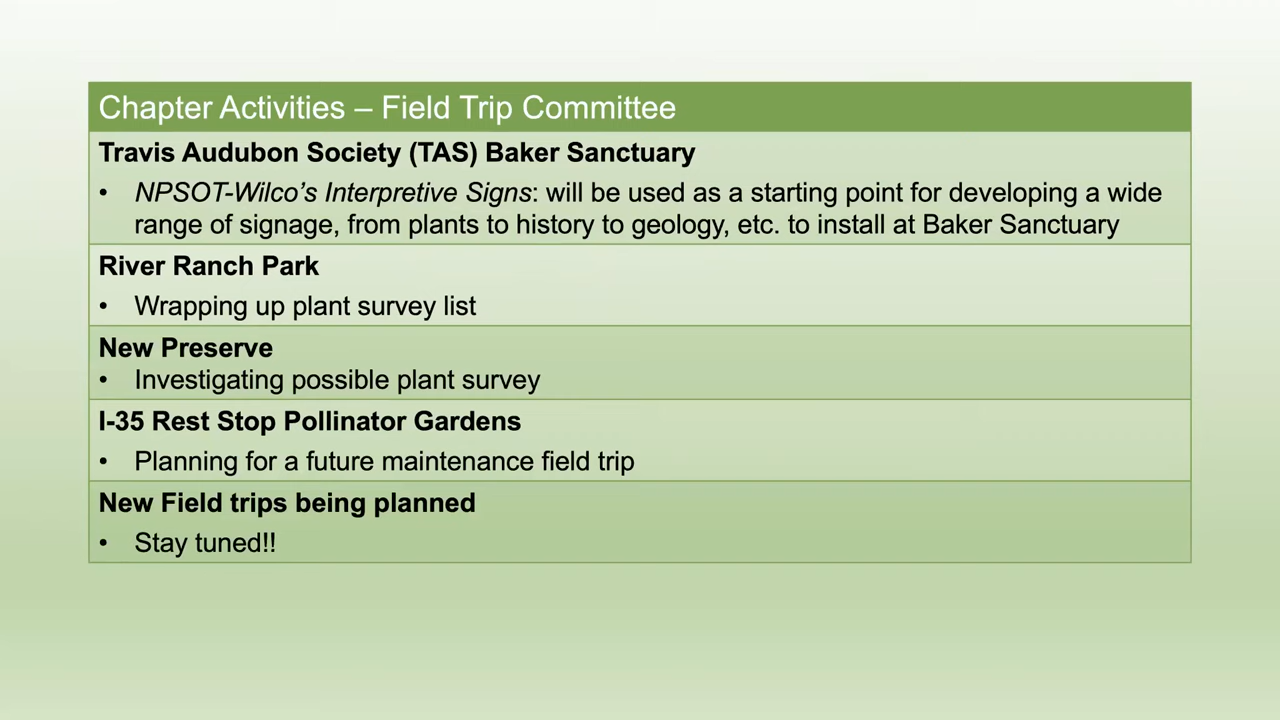 Chapter Activities – Field Trip Committee
Travis Audubon Society (TAS) Baker Sanctuary
• NPSOT-Wilco’s Interpretive Signs: will be used as a starting point for developing a wide
range of signage, from plants to history to geology, etc. to install at Baker Sanctuary
River Ranch Park
• Wrapping up plant survey list
New Preserve
• Investigating possible plant survey
I-35 Rest Stop Pollinator Gardens
• Planning for a future maintenance field trip
New Field trips being planned
• Stay tuned!!